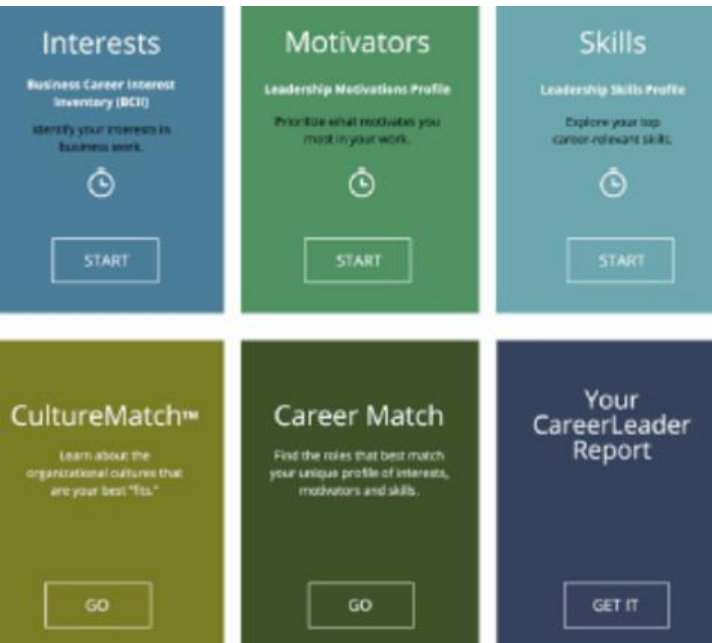 Interests
Business Career Interest
Inventory (BCII)
Identify your interests in
business work.
START
Motivators
Leadership Motivations Profile
Prioritize what motivates you
most in your work.
START
Skills
Leadership Skills Profile
Explore your top
career-relevant skills.
START
CultureMatch™
Learn about the
organizational cultures that
are your best "fits."
GO
Career Match
Find the roles that best match
your unique profile of interests,
motivators and skills.
GO
Your
CareerLeader
Report
GET IT